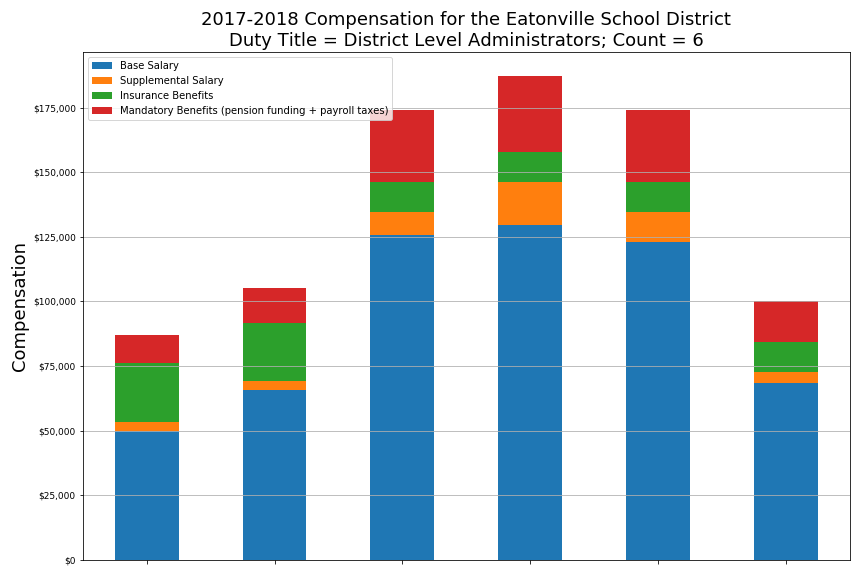 2017-2018 Compensation for the Eatonville School District
Duty Title = District Level Administrators; Count = 6
Base Salary
Supplemental Salary
Insurance Benefits
Mandatory Benefits (pension funding + payroll taxes)
Compensation
$175,000
$150,000
$125,000
$100,000
$75,000
$50,000
$25,000
$0